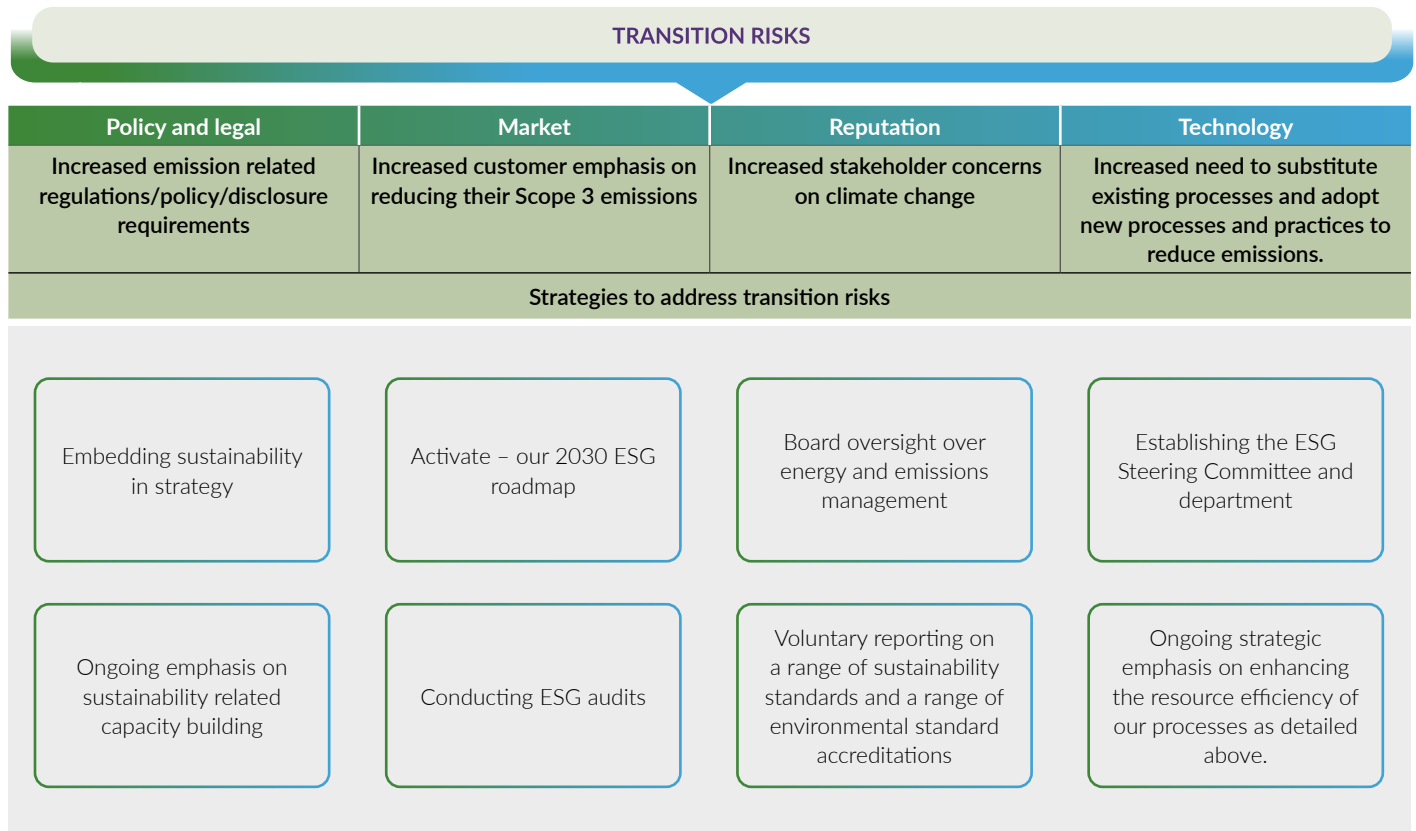 TRANSITION RISKS
Policy and legal
Market
Reputation
Technology
Increased emission related
regulations/policy/disclosure
requirements
Increased customer emphasis on
reducing their Scope 3 emissions
Increased stakeholder concerns
on climate change
Increased need to substitute
existing processes and adopt
new processes and practices to
reduce emissions.
Strategies to address transition risks
Embedding sustainability
in strategy
Activate – our 2030 ESG
roadmap
Board oversight over
energy and emissions
management
Establishing the ESG
Steering Committee and
department
Ongoing emphasis on
sustainability related
capacity building
Conducting ESG audits
Voluntary reporting on
a range of sustainability
standards and a range of
environmental standard
accreditations
Ongoing strategic
emphasis on enhancing
the resource efficiency of
our processes as detailed
above.